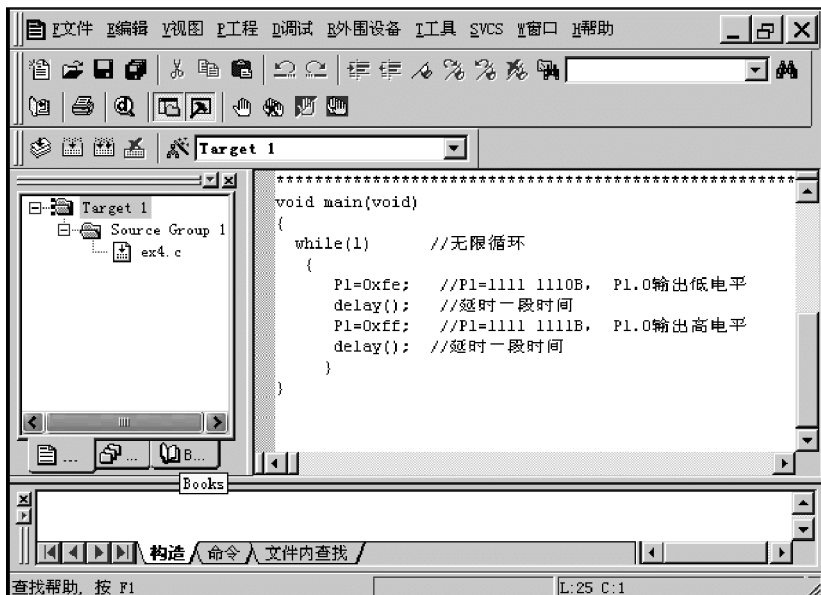 F文件 E编辑 V视图 P工程 D调试 R外围设备 T工具 SVCS W窗口 H帮助
Target 1
Target 1
Source Group 1
ex4.c
*******************************************************
void main(void)
{
while(1)        //无限循环
{
P1=0xfe;   //P1=1111 1110B， P1.0输出低电平
delay();  //延时一段时间
P1=0xff;   //P1=1111 1111B， P1.0输出高电平
delay();  //延时一段时间
}
}
... ... B...
Books
构造 命令 文件内查找
查找帮助, 按 F1 L:25 C:1